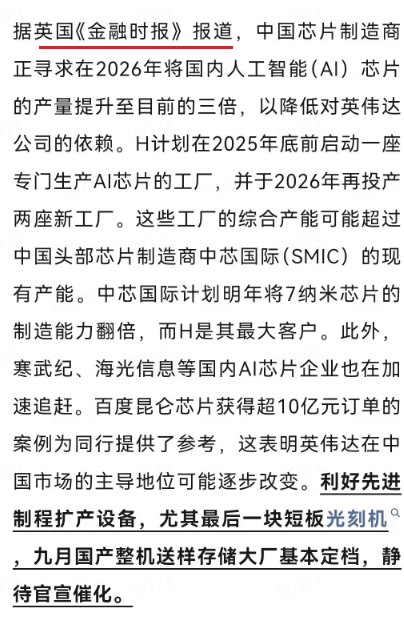 据英国《金融时报》报道，中国芯片制造商
正寻求在2026年将国内人工智能（AI）芯片
的产量提升至目前的三倍，以降低对英伟达
公司的依赖。H计划在2025年底前启动一座
专门生产AI芯片的工厂，并于2026年再投产
两座新工厂。这些工厂的综合产能可能超过
中国头部芯片制造商中芯国际（SMIC）的现
有产能。中芯国际计划明年将7纳米芯片的
制造能力翻倍，而H是其最大客户。此外，
寒武纪、海光信息等国内AI芯片企业也在加
速追赶。百度昆仑芯片获得超10亿元订单的
案例为同行提供了参考，这表明英伟达在中
国市场的主导地位可能逐步改变。利好先进
制程扩产设备，尤其最后一块短板光刻机
，九月国产整机送样存储大厂基本定档，静
待官宣催化。